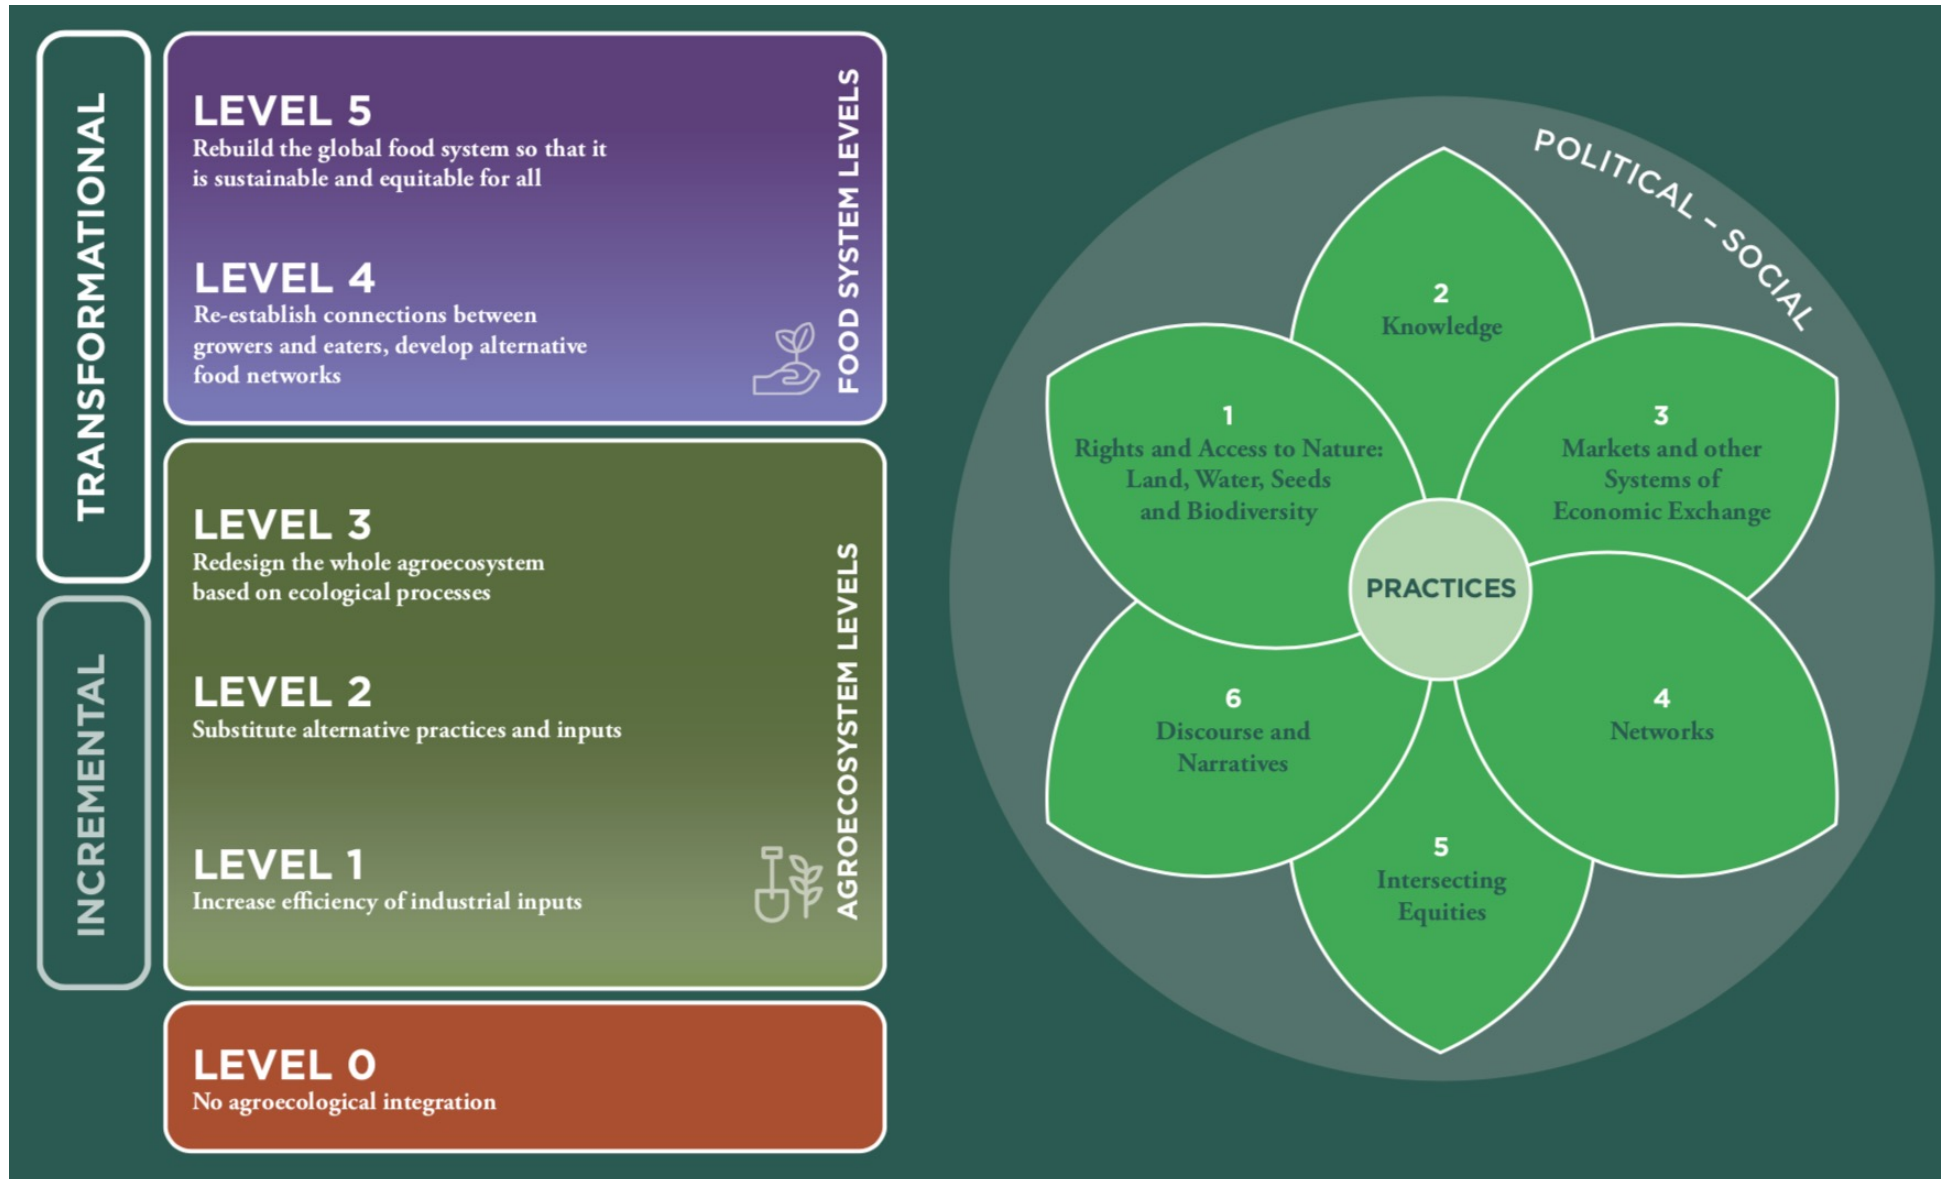 TRANSFORMATIONAL
INCREMENTAL
LEVEL 5
Rebuild the global food system so that it
is sustainable and equitable for all
LEVEL 4
Re-establish connections between
growers and eaters, develop alternative
food networks
FOOD SYSTEM LEVELS
LEVEL 3
Redesign the whole agroecosystem
based on ecological processes
LEVEL 2
Substitute alternative practices and inputs
LEVEL 1
Increase efficiency of industrial inputs
AGROECOSYSTEM LEVELS
LEVEL 0
No agroecological integration
POLITICAL – SOCIAL
1
Rights and Access to Nature:
Land, Water, Seeds
and Biodiversity
2
Knowledge
3
Markets and other
Systems of
Economic Exchange
PRACTICES
4
Networks
5
Intersecting
Equities
6
Discourse and
Narratives